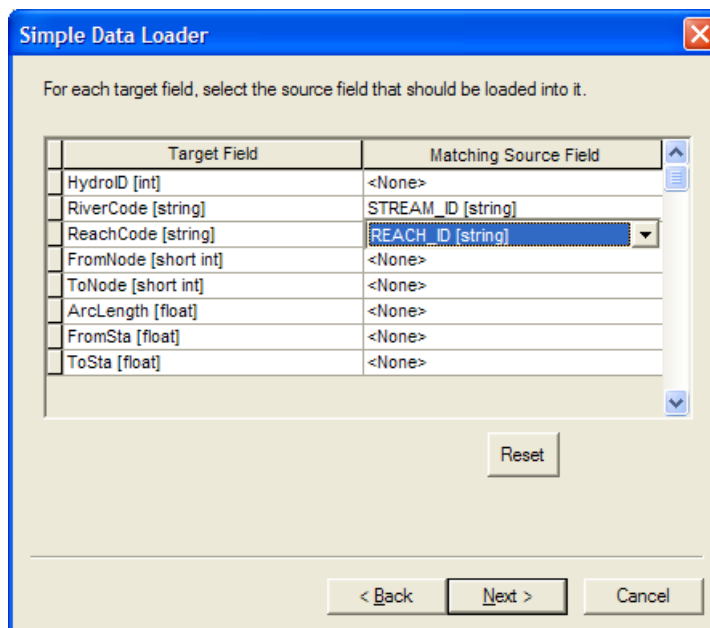 Simple Data Loader
For each target field, select the source field that should be loaded into it.
Target Field Matching Source Field
HydroID [int] <None>
RiverCode [string] STREAM_ID [string]
ReachCode [string] REACH_ID [string]
FromNode [short int] <None>
ToNode [short int] <None>
ArcLength [float] <None>
FromSta [float] <None>
ToSta [float] <None>
Reset
< Back Next > Cancel